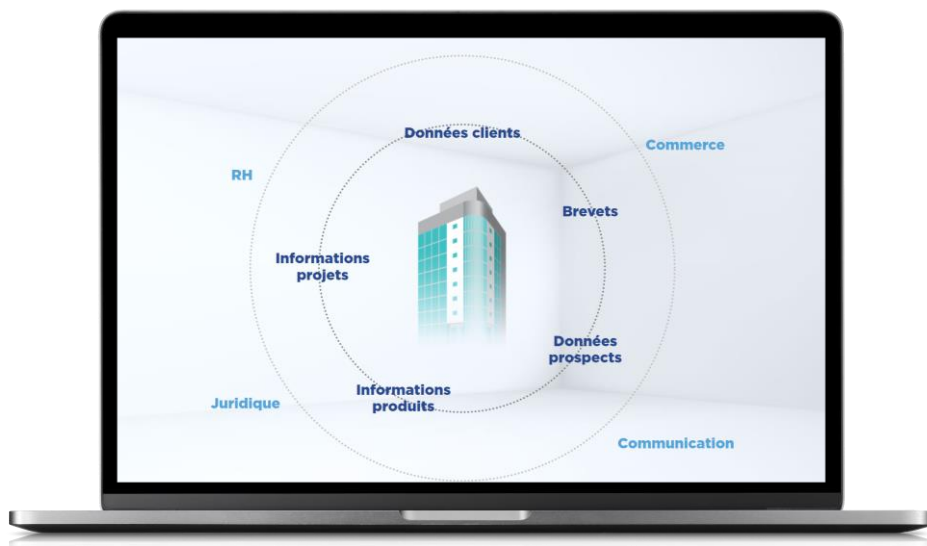 Données clients
Commerce
RH
Brevets
Informations
projets
Données
prospects
Informations
produits
Juridique
Communication